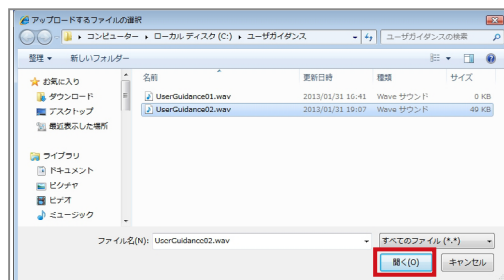 アップロードするファイルの選択
コンピューター ▸ ローカル ディスク (C:) ▸ ユーザガイダンス
ユーザガイダンスの検索
整理 ▼ 新しいフォルダー
お気に入り
ダウンロード
デスクトップ
最近表示した場所
ライブラリ
ドキュメント
ピクチャ
ビデオ
ミュージック
名前 更新日時 種類 サイズ
UserGuidance01.wav 2013/01/31 16:41 Wave サウンド 0 KB
UserGuidance02.wav 2013/01/31 19:07 Wave サウンド 49 KB
ファイル名(N): UserGuidance02.wav
すべてのファイル (*.*)
開く(O) キャンセル